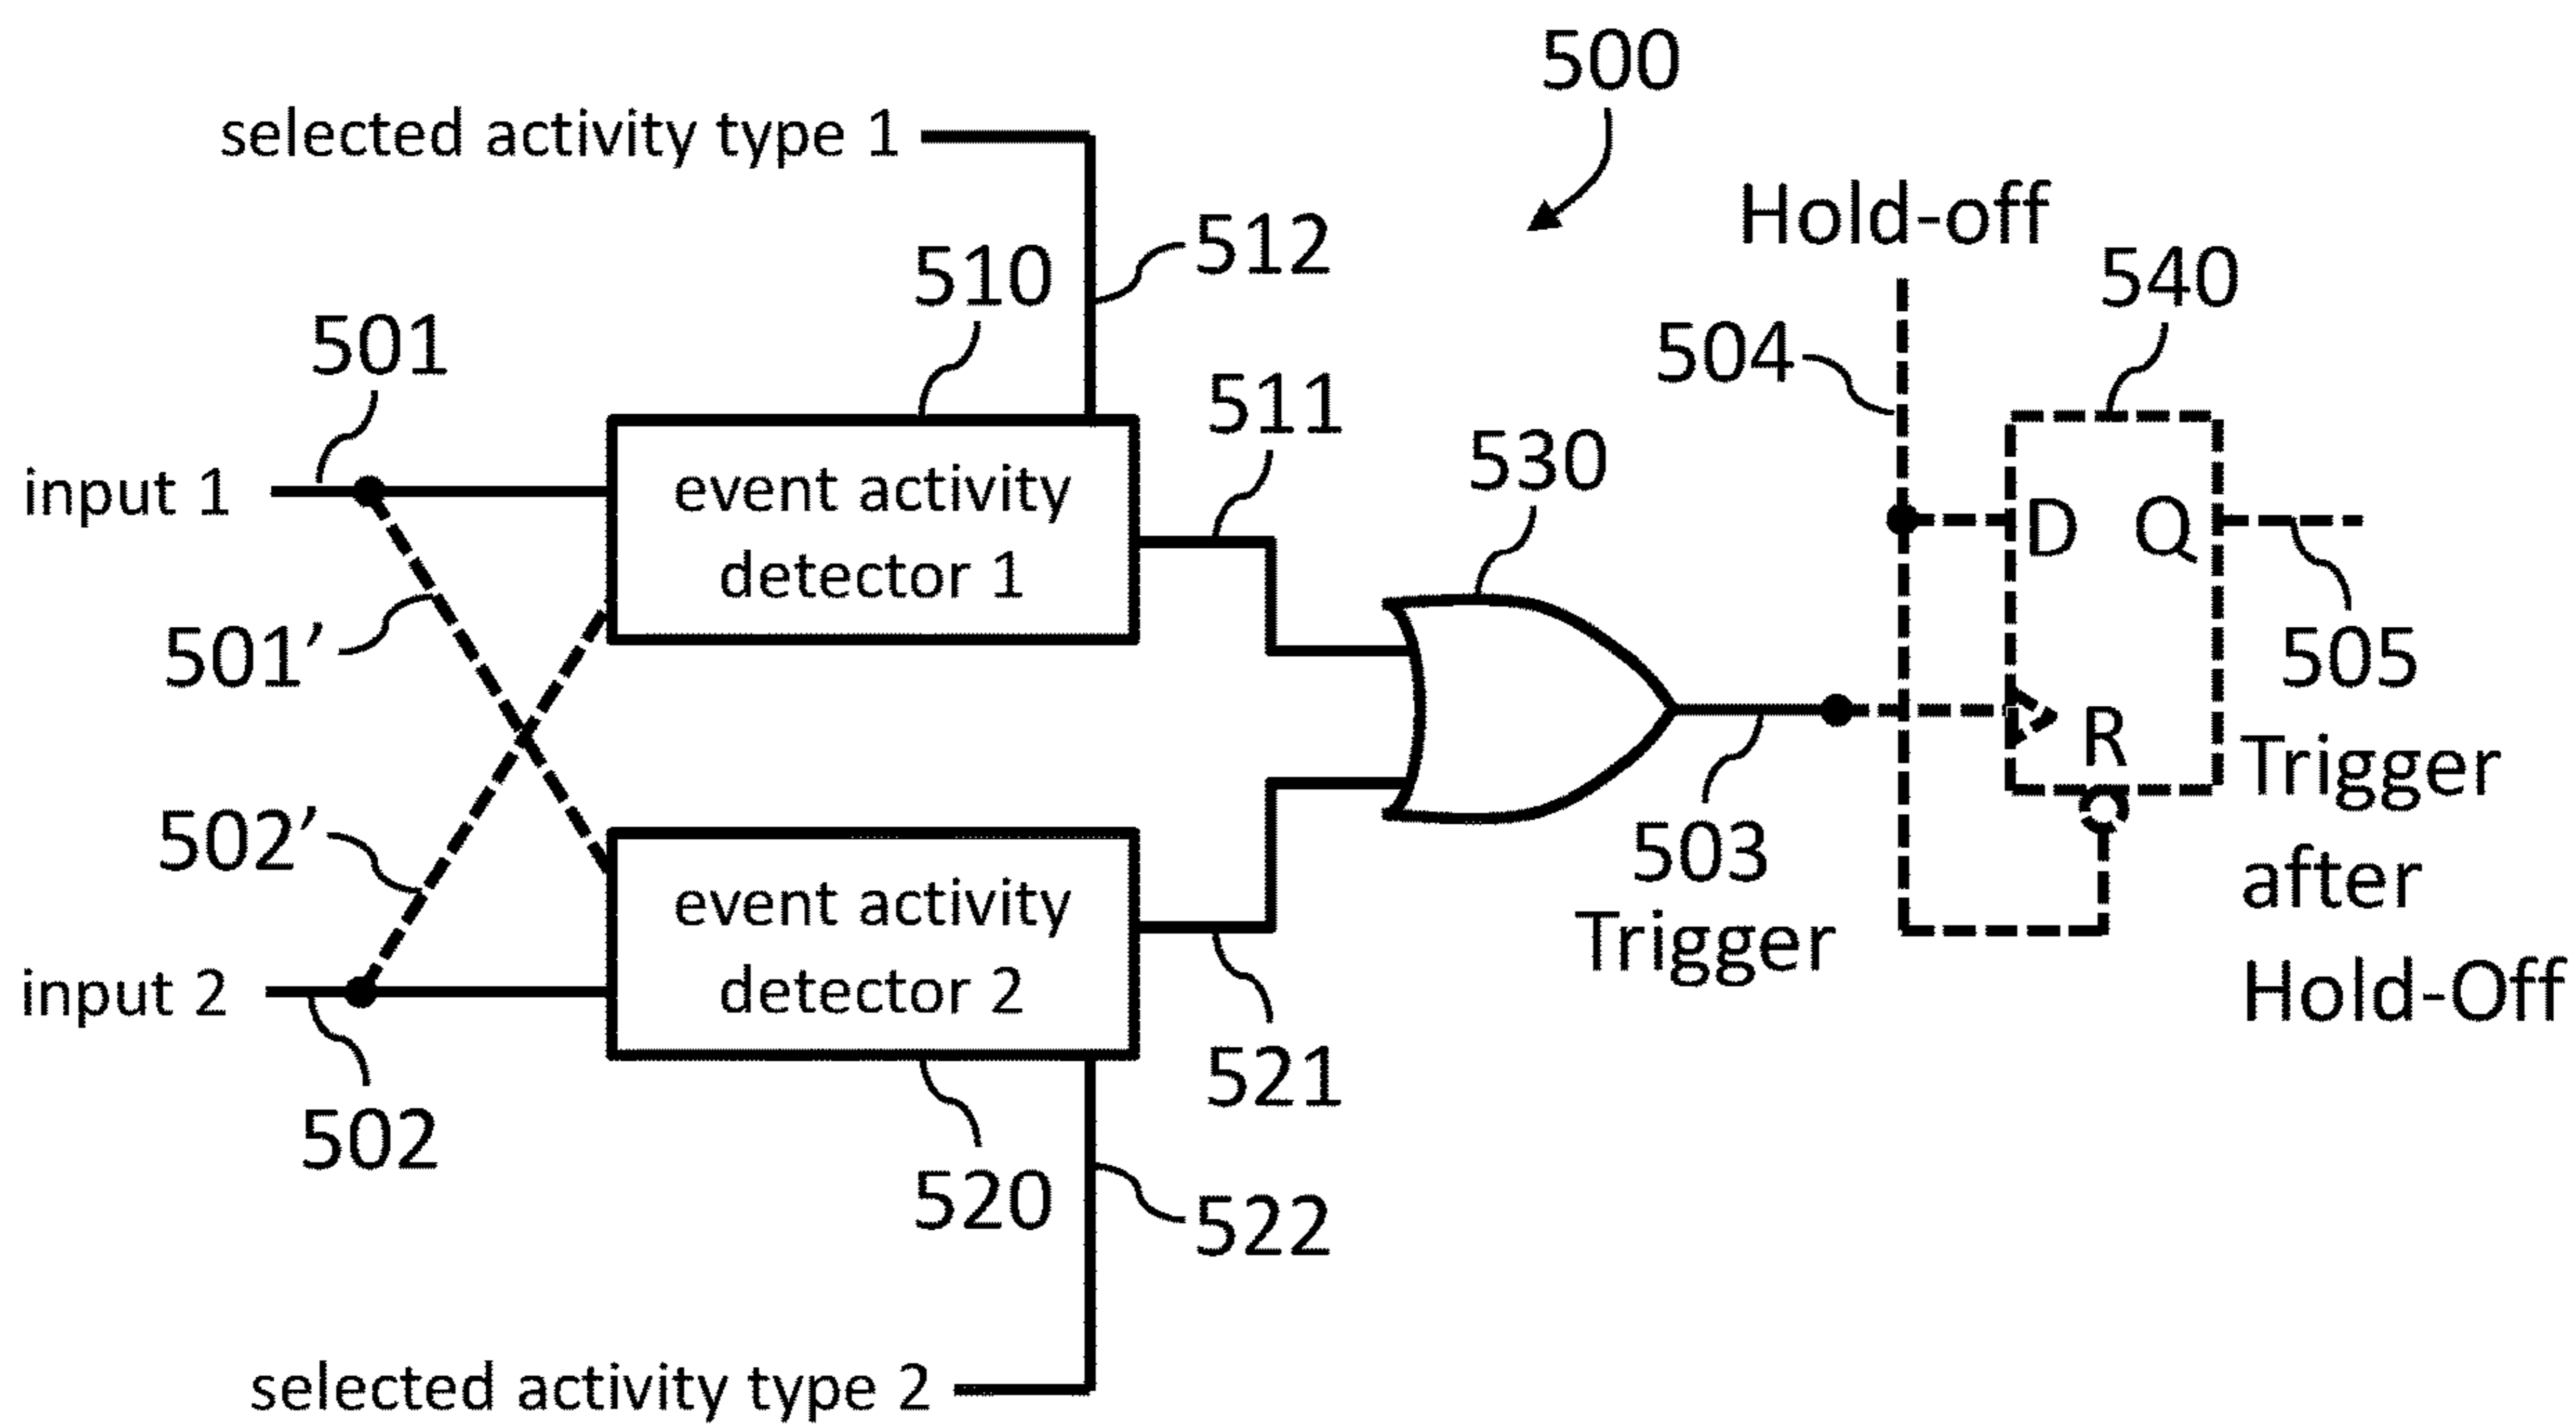 500
selected activity type 1
Hold-off
512
510
540
501
504
511
530
input 1
event activity
detector 1
D Q
501’
505
Trigger
after
Hold-Off
R
502’
503
Trigger
event activity
detector 2
input 2
521
502
520
522
selected activity type 2